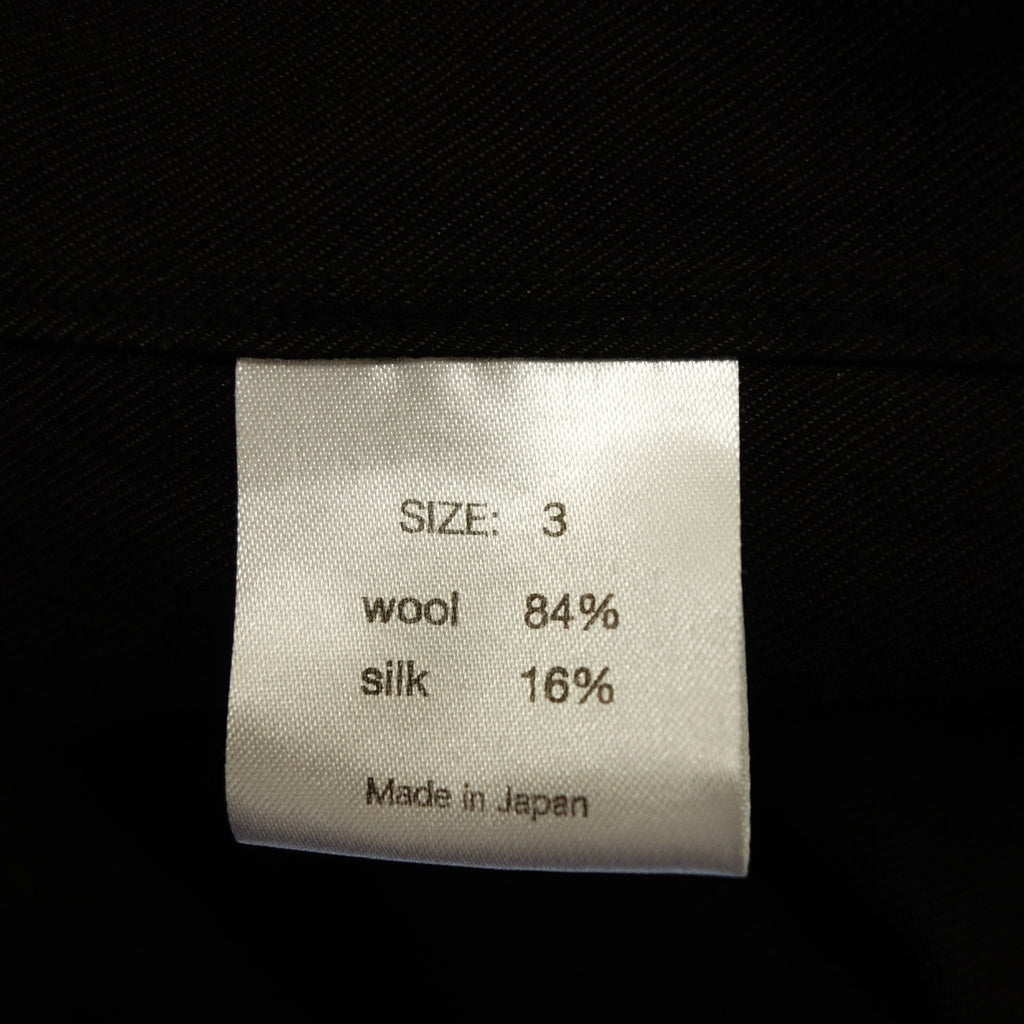 SIZE: 3
wool 84%
silk 16%
Made in Japan